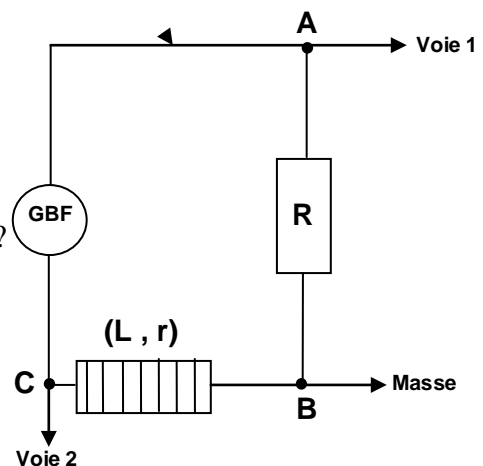 A
Voie 1
GBF
?
R
(L , r)
C
Masse
B
Voie 2